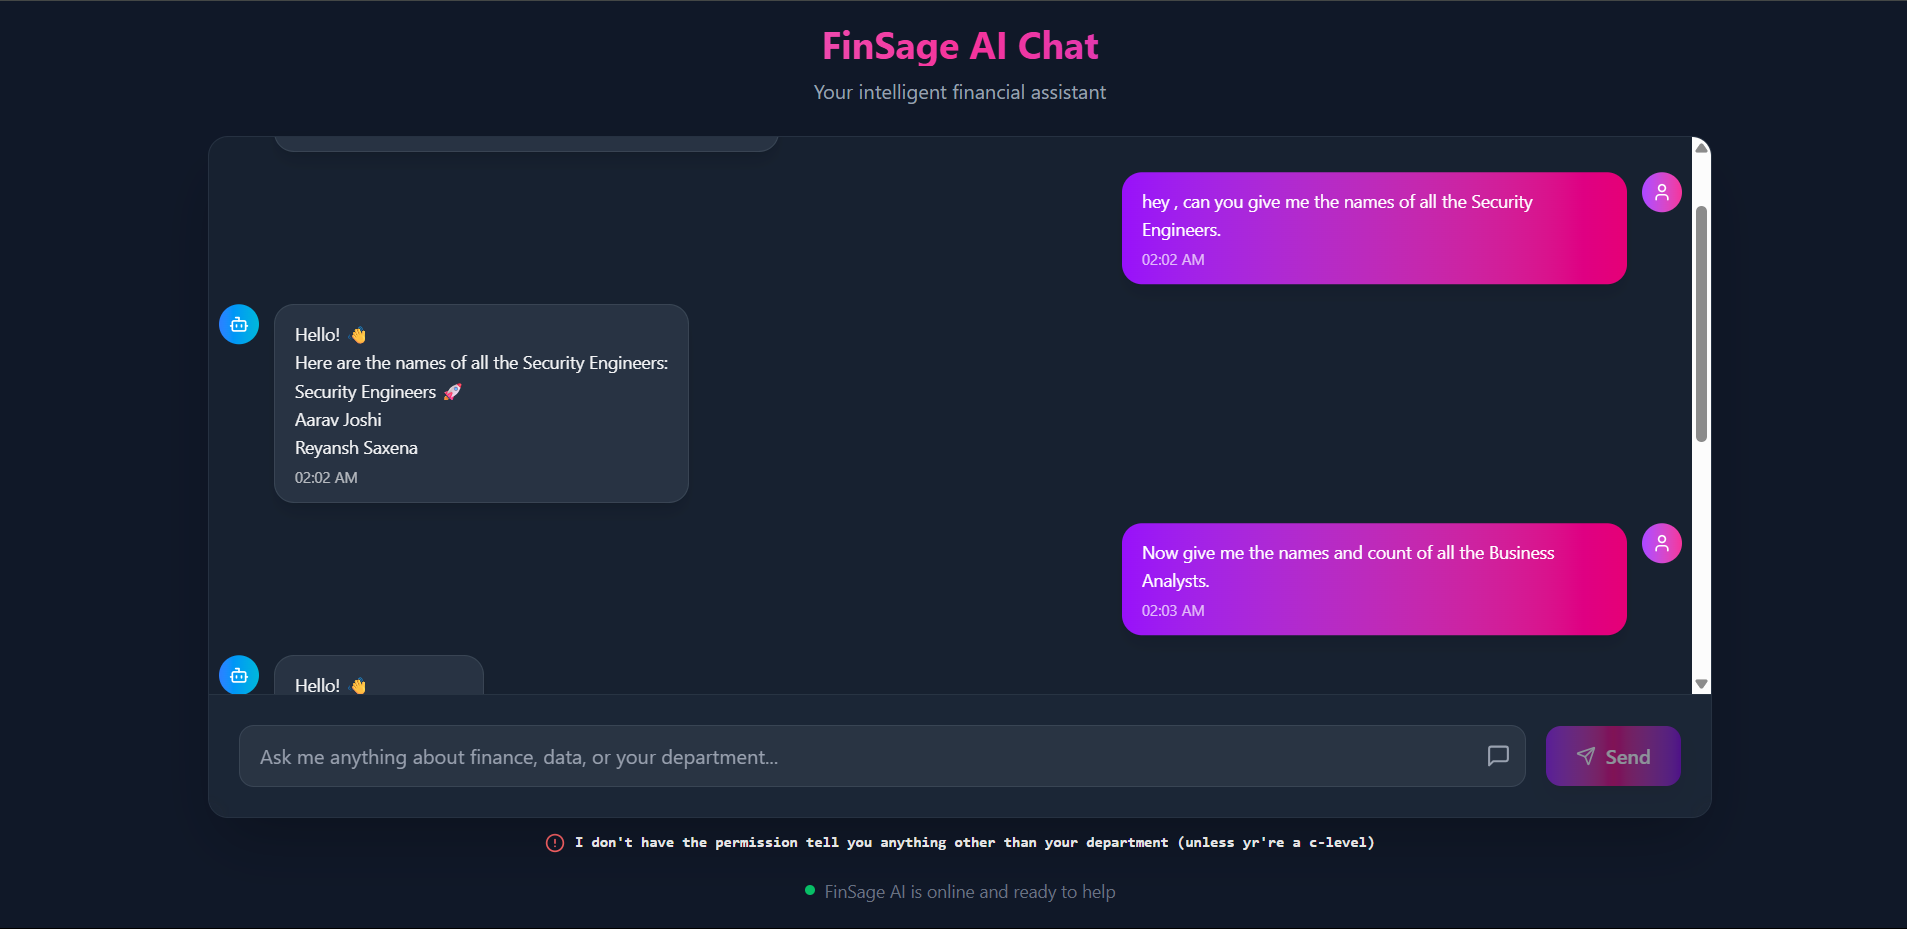 FinSage AI Chat
Your intelligent financial assistant
hey , can you give me the names of all the Security
Engineers.
02:02 AM
Hello! 👋
Here are the names of all the Security Engineers:
Security Engineers 🚀
Aarav Joshi
Reyansh Saxena
02:02 AM
Now give me the names and count of all the Business
Analysts.
02:03 AM
Hello! 👋
Ask me anything about finance, data, or your department...
Send
I don't have the permission tell you anything other than your department (unless yr're a c-level)
FinSage AI is online and ready to help